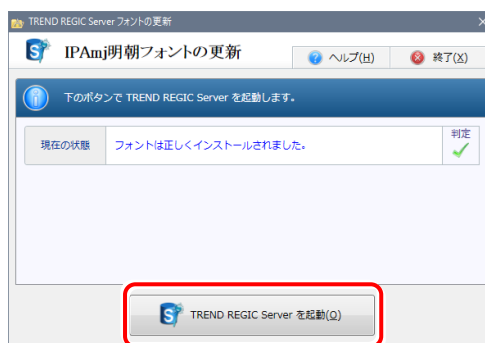 TREND REGIC Server フォントの更新
IPAmj明朝フォントの更新
ヘルプ(H)
終了(X)
下のボタンで TREND REGIC Server を起動します。
現在の状態
フォントは正しくインストールされました。
判定
TREND REGIC Server を起動(O)